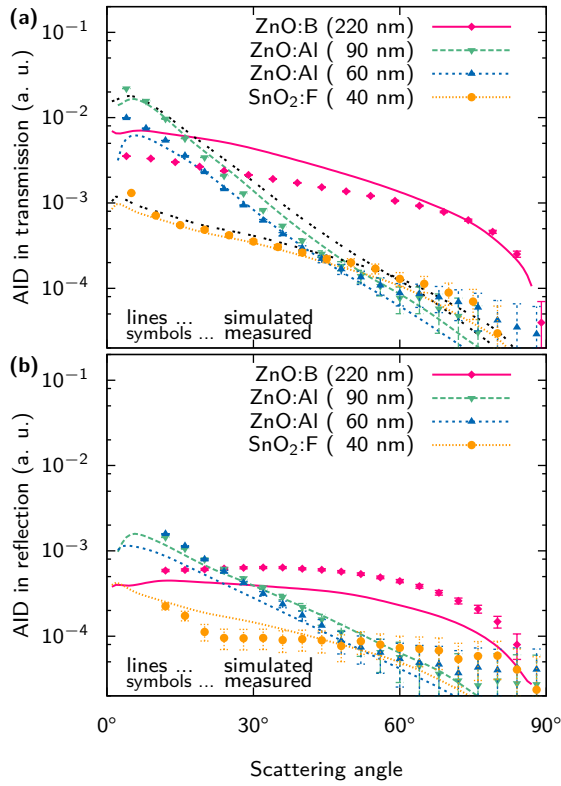 (a)
AID in transmission (a. u.)
10⁻¹
10⁻²
10⁻³
10⁻⁴
ZnO:B (220 nm)
ZnO:Al ( 90 nm)
ZnO:Al ( 60 nm)
SnO₂:F ( 40 nm)
lines ... simulated
symbols ... measured
(b)
AID in reflection (a. u.)
10⁻¹
10⁻²
10⁻³
10⁻⁴
ZnO:B (220 nm)
ZnO:Al ( 90 nm)
ZnO:Al ( 60 nm)
SnO₂:F ( 40 nm)
lines ... simulated
symbols ... measured
0° 30° 60° 90°
Scattering angle